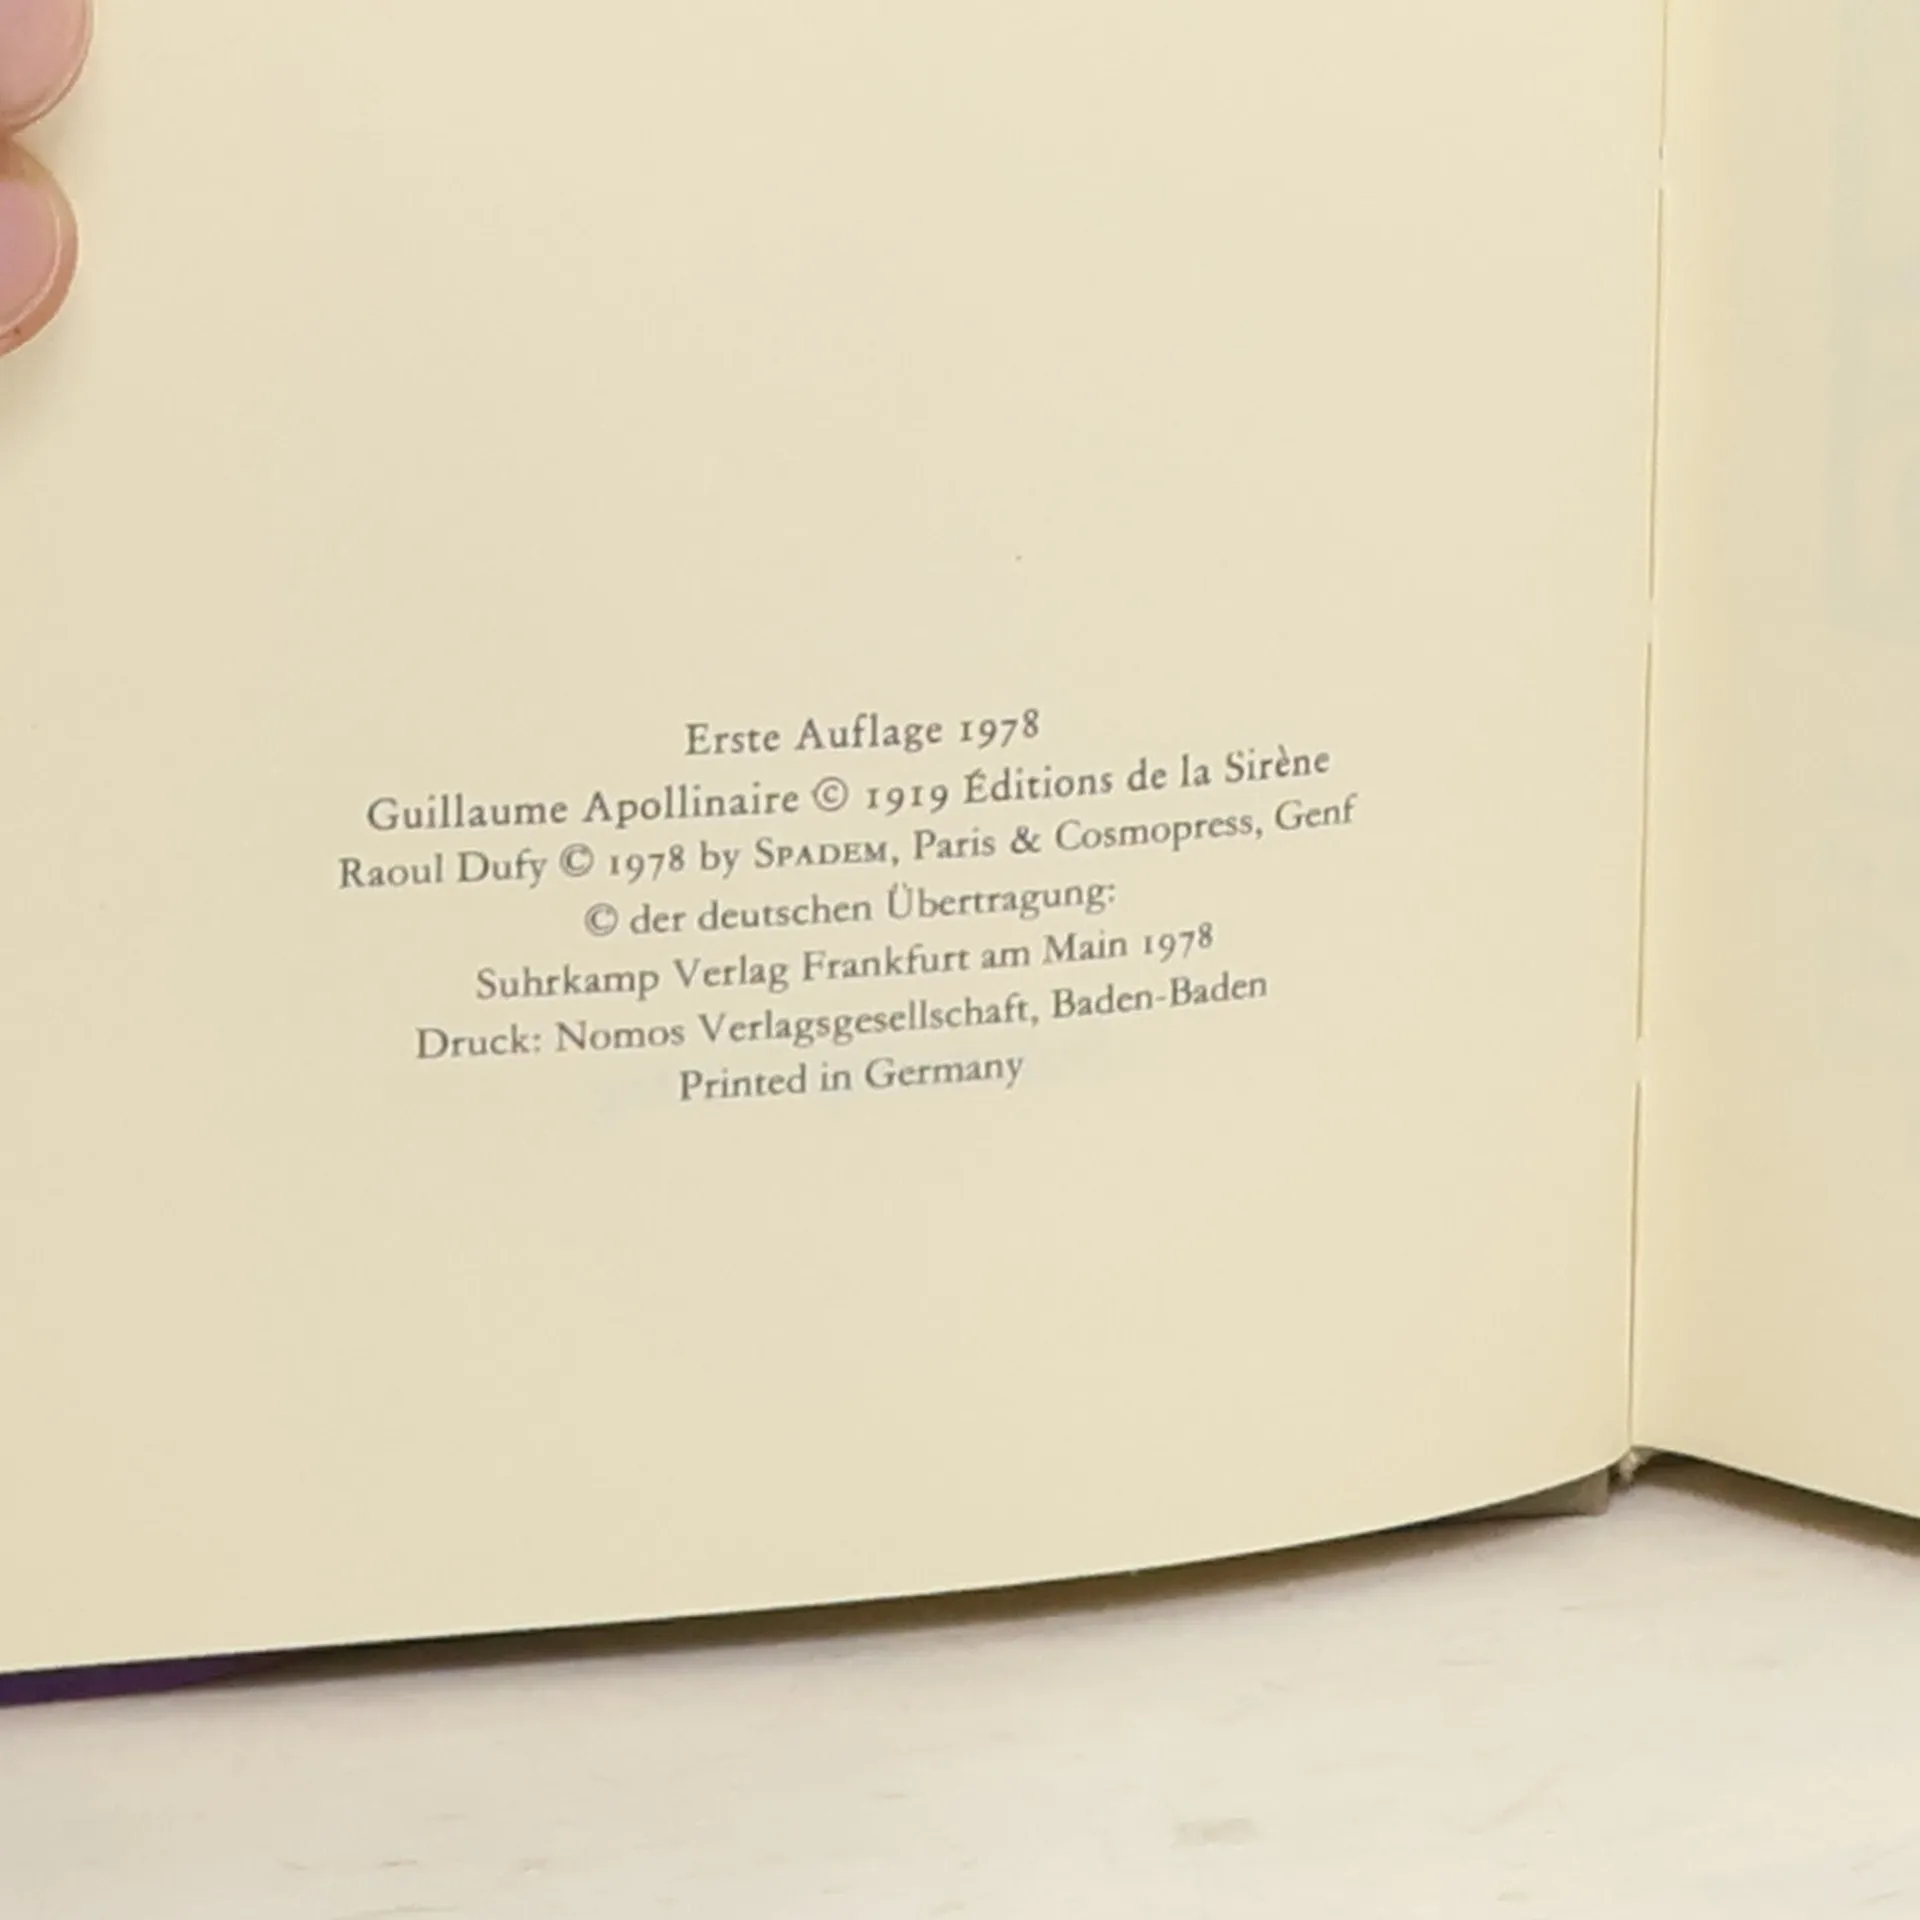 Erste Auflage 1978
Guillaume Apollinaire © 1919 Éditions de la Sirène
Raoul Dufy © 1978 by SPADEM, Paris & Cosmopress, Genf
© der deutschen Übertragung:
Suhrkamp Verlag Frankfurt am Main 1978
Druck: Nomos Verlagsgesellschaft, Baden-Baden
Printed in Germany